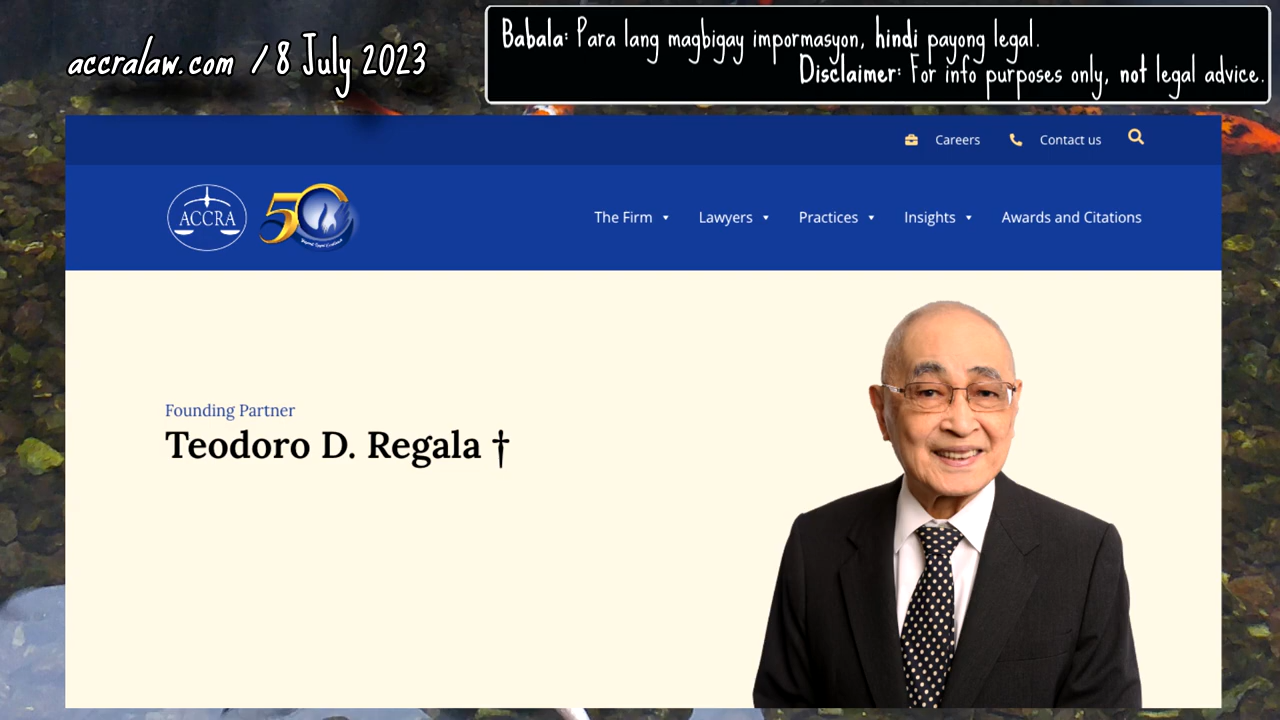 accralaw.com / 8 July 2023
Babala: Para lang magbigay impormasyon, hindi payong legal.
Disclaimer: For info purposes only, not legal advice.
Careers
Contact us
ACCRA
50
The Firm
Lawyers
Practices
Insights
Awards and Citations
Founding Partner
Teodoro D. Regala †